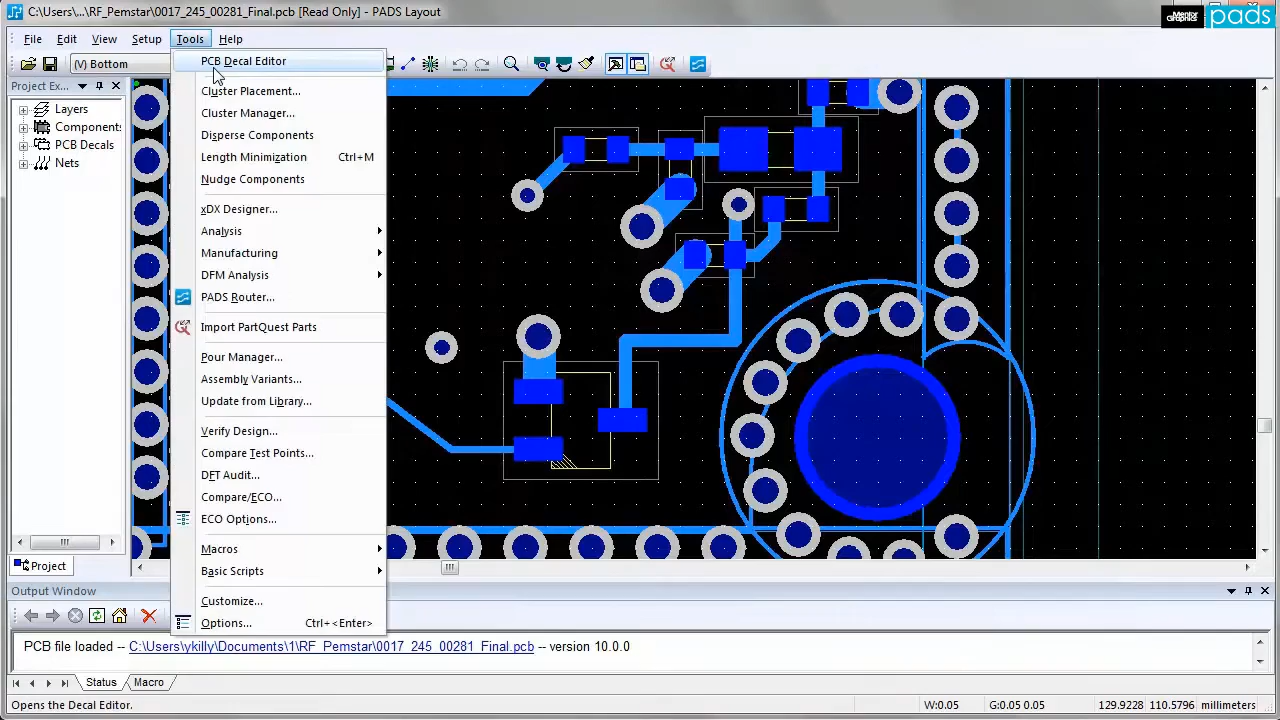 C:\Users\...\RF_Pemstar\0017_245_00281_Final.pcb [Read Only] - PADS Layout
Mentor Graphics
pads
File Edit View Setup Tools Help
(V) Bottom
Project Ex...
Layers
Component
PCB Decals
Nets
Project
PCB Decal Editor
Cluster Placement...
Cluster Manager...
Disperse Components
Length Minimization Ctrl+M
Nudge Components
xDX Designer...
Analysis
Manufacturing
DFM Analysis
PADS Router...
Import PartQuest Parts
Pour Manager...
Assembly Variants...
Update from Library...
Verify Design...
Compare Test Points...
DFT Audit...
Compare/ECO...
ECO Options...
Macros
Basic Scripts
Customize...
Options... Ctrl+<Enter>
Output Window
PCB file loaded -- C:\Users\ykilly\Documents\1\RF_Pemstar\0017_245_00281_Final.pcb -- version 10.0.0
Status Macro
Opens the Decal Editor. W:0.05 G:0.05 0.05 129.9228 110.5796 millimeters